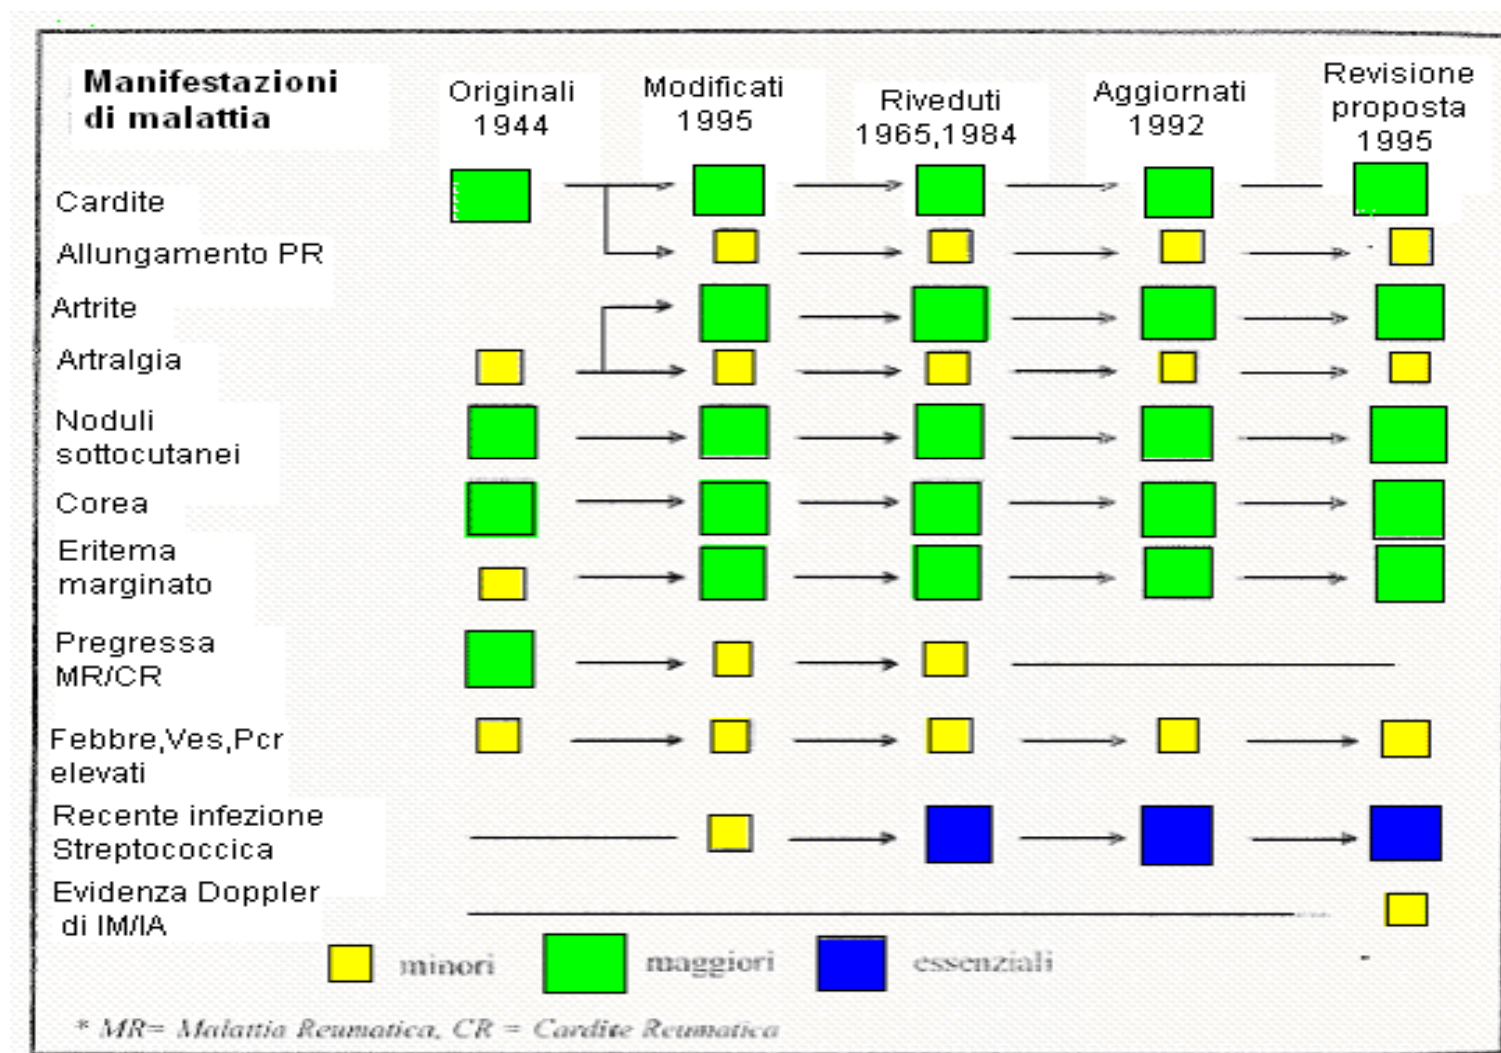 Manifestazioni
di malattia
Originali
1944
Modificati
1995
Riveduti
1965,1984
Aggiornati
1992
Revisione
proposta
1995
Cardite
Allungamento PR
Artrite
Artralgia
Noduli
sottocutanei
Corea
Eritema
marginato
Pregressa
MR/CR
Febbre,Ves,Pcr
elevati
Recente infezione
Streptococcica
Evidenza Doppler
di IM/IA
minori
maggiori
essenziali
* MR= Malattia Reumatica, CR = Cardite Reumatica